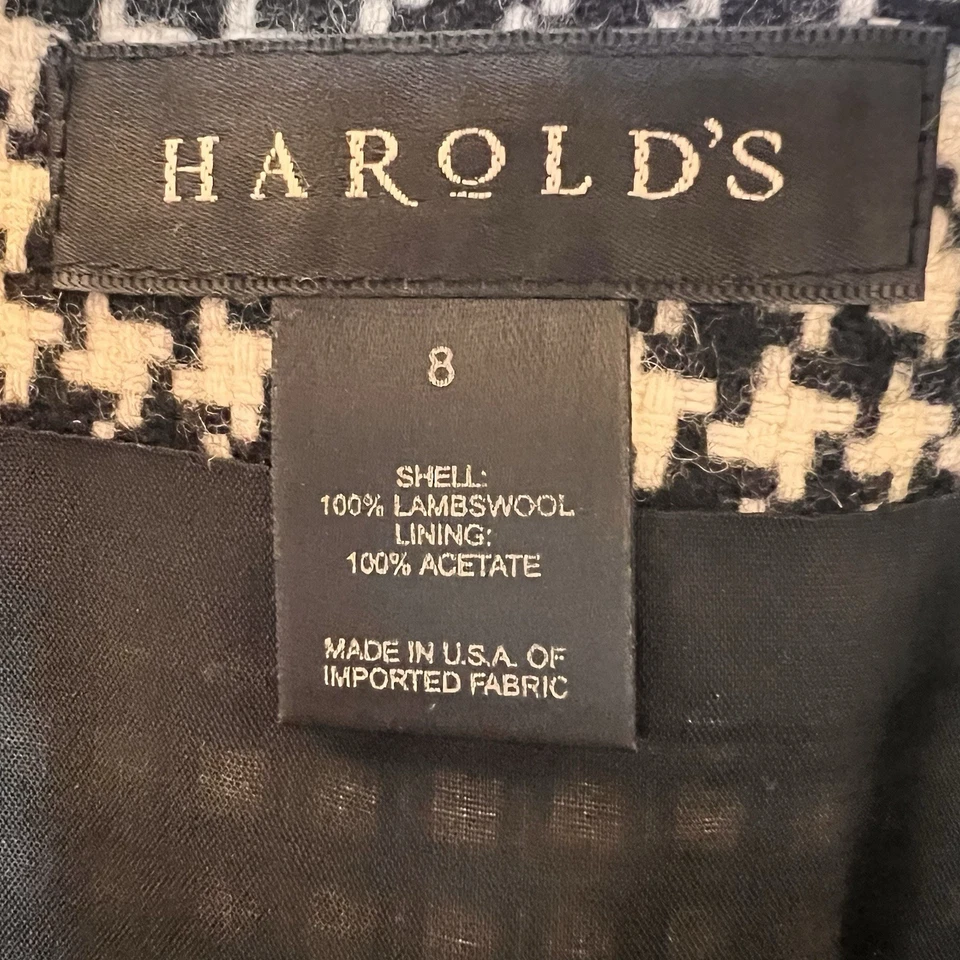 HAROLD'S
8
SHELL:
100% LAMBSWOOL
LINING:
100% ACETATE
MADE IN U.S.A. OF
IMPORTED FABRIC